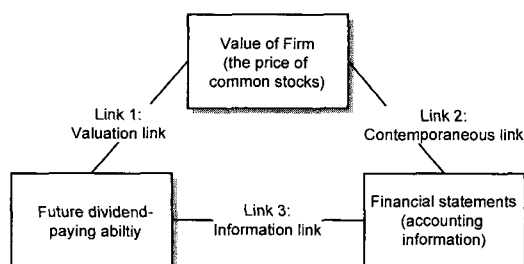 Value of Firm
(the price of
common stocks)
Link 1:
Valuation link
Link 2:
Contemporaneous link
Future dividend-
paying abiltiy
Link 3:
Information link
Financial statements
(accounting
information)